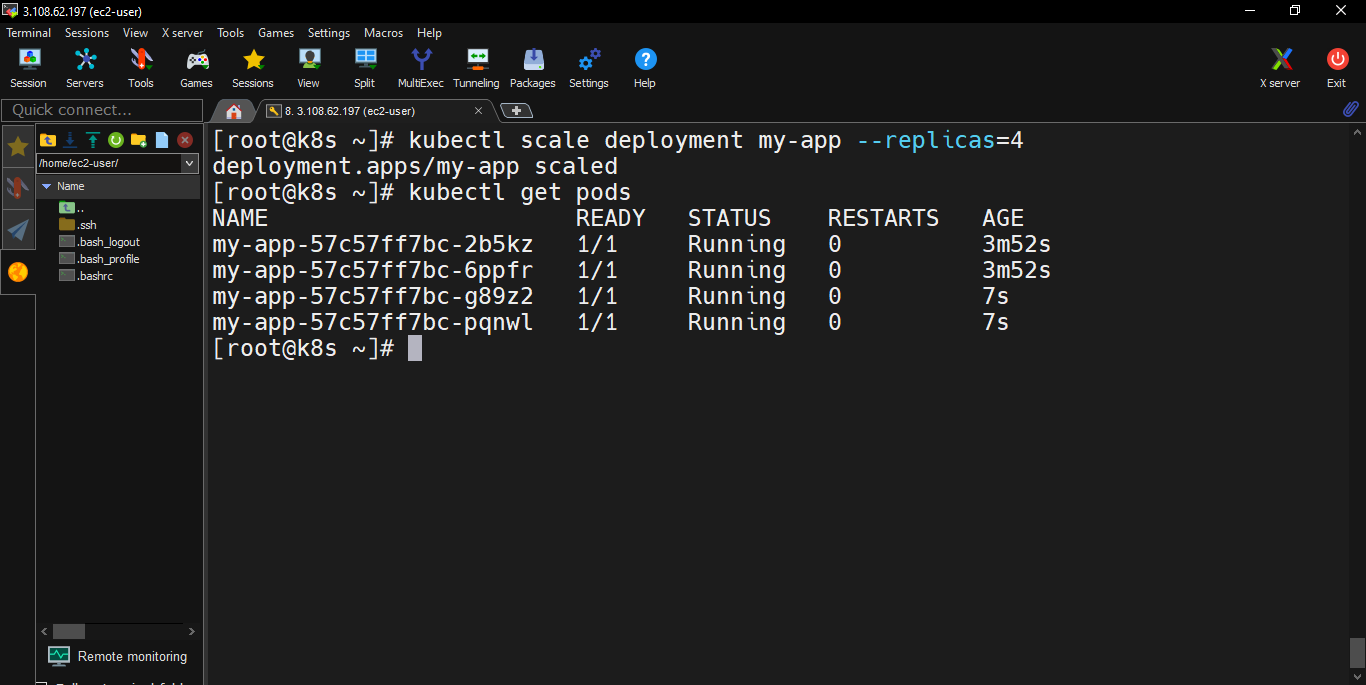 3.108.62.197 (ec2-user)
Terminal Sessions View X server Tools Games Settings Macros Help
Session Servers Tools Games Sessions View Split MultiExec Tunneling Packages Settings Help X server Exit
Quick connect...
8. 3.108.62.197 (ec2-user)
/home/ec2-user/
Name
..
.ssh
.bash_logout
.bash_profile
.bashrc
Remote monitoring
[root@k8s ~]# kubectl scale deployment my-app --replicas=4
deployment.apps/my-app scaled
[root@k8s ~]# kubectl get pods
NAME READY STATUS RESTARTS AGE
my-app-57c57ff7bc-2b5kz 1/1 Running 0 3m52s
my-app-57c57ff7bc-6ppfr 1/1 Running 0 3m52s
my-app-57c57ff7bc-g89z2 1/1 Running 0 7s
my-app-57c57ff7bc-pqnwl 1/1 Running 0 7s
[root@k8s ~]#